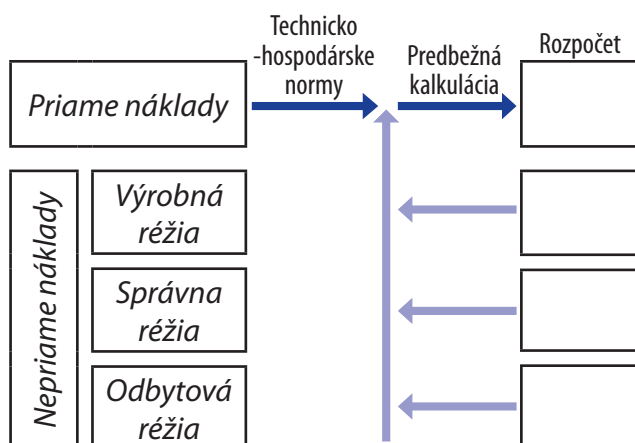 Technicko
-hospodárske
normy
Predbežná
kalkulácia
Rozpočet
Priame náklady
Nepriame náklady
Výrobná
réžia
Správna
réžia
Odbytová
réžia